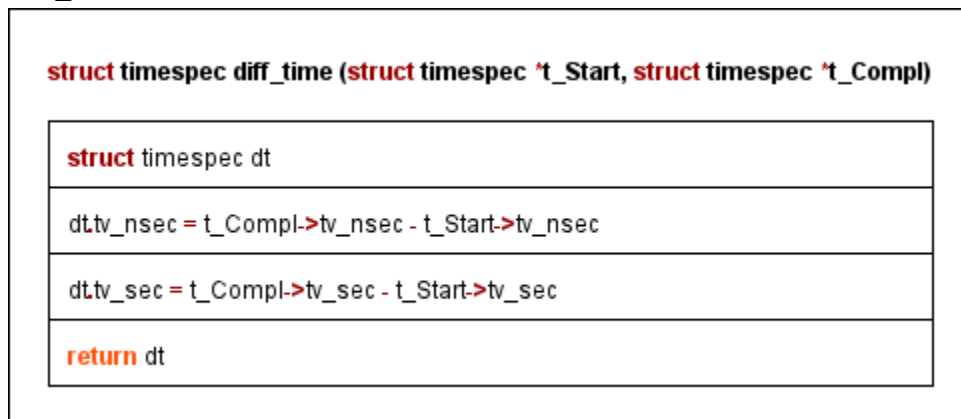 struct timespec diff_time (struct timespec *t_Start, struct timespec *t_Compl)
struct timespec dt
dt.tv_nsec = t_Compl->tv_nsec - t_Start->tv_nsec
dt.tv_sec = t_Compl->tv_sec - t_Start->tv_sec
return dt